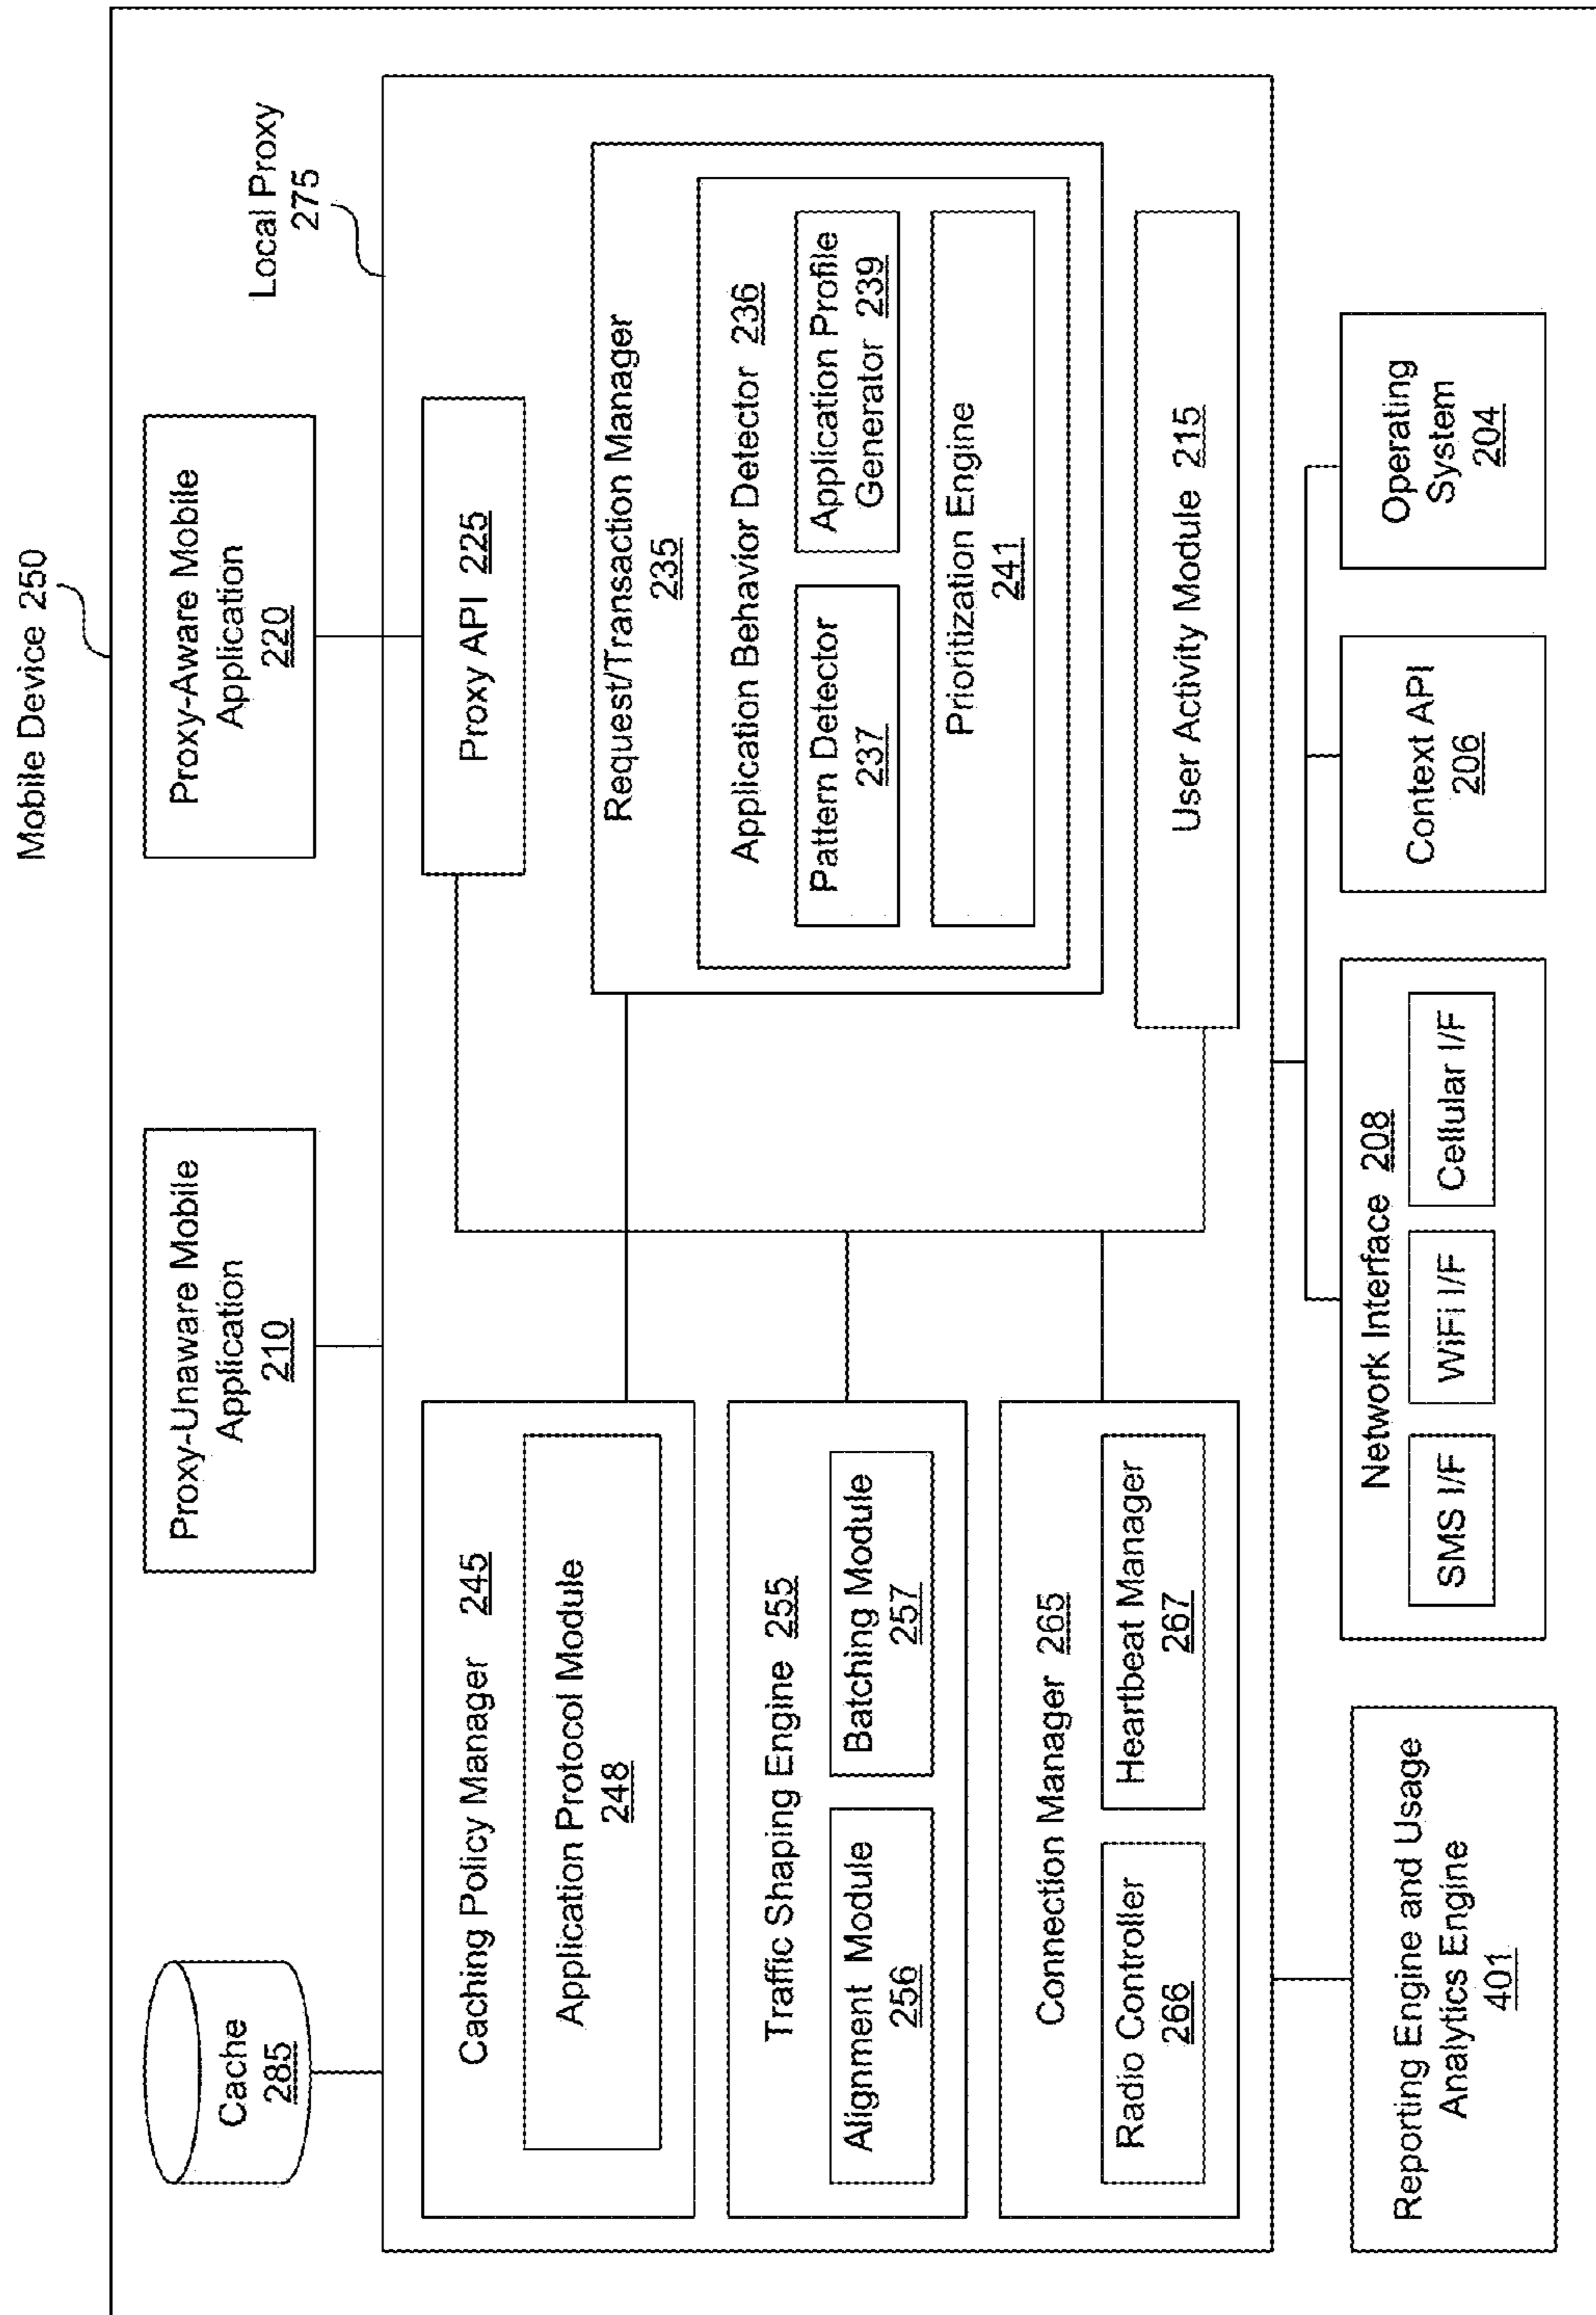 Mobile Device 250
Cache
285
Proxy-Unaware Mobile
Application
210
Proxy-Aware Mobile
Application
220
Local Proxy
275
Caching Policy Manager 245
Application Protocol Module
248
Traffic Shaping Engine 255
Alignment Module
256
Batching Module
257
Connection Manager 265
Radio Controller
266
Heartbeat Manager
267
Proxy API 225
Request/Transaction Manager
235
Application Behavior Detector 236
Pattern Detector
237
Application Profile
Generator 239
Prioritization Engine
241
User Activity Module 215
Reporting Engine and Usage
Analytics Engine
401
Network Interface 208
SMS I/F
WiFi I/F
Cellular I/F
Context API
206
Operating
System
204